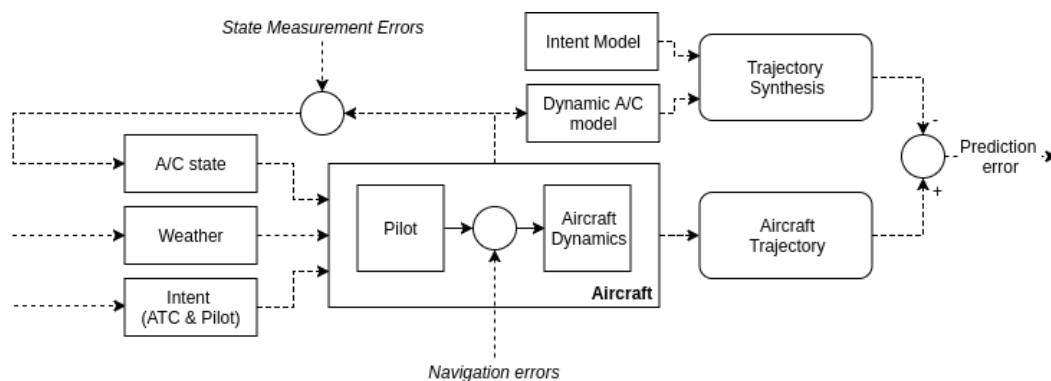 State Measurement Errors
Intent Model
Trajectory
Synthesis
Dynamic A/C
model
-
Prediction
error
+
A/C state
Weather
Intent
(ATC & Pilot)
Pilot
Aircraft
Dynamics
Aircraft
Aircraft
Trajectory
Navigation errors